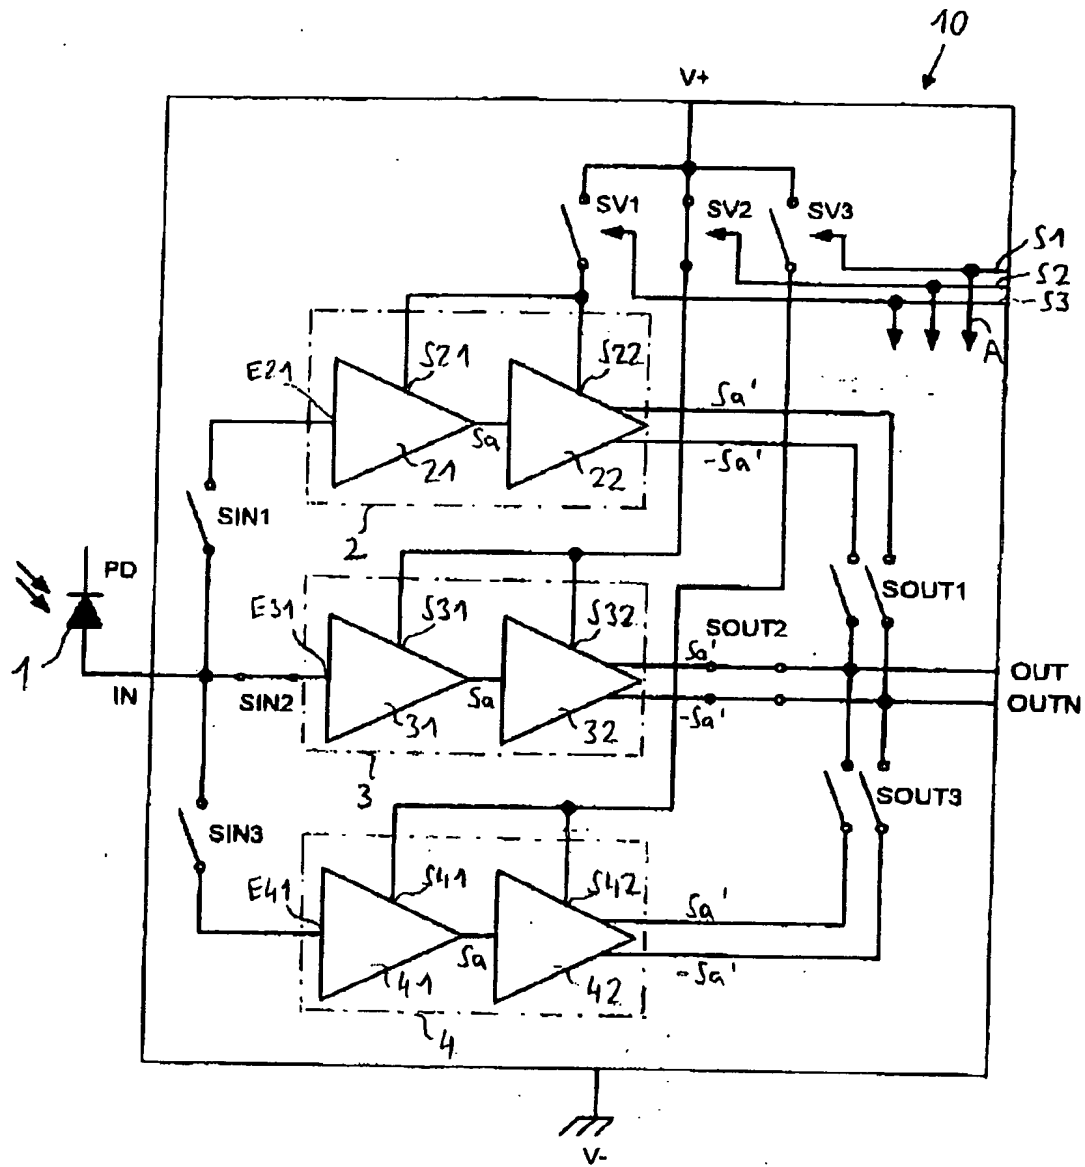 10
V+
SV1
SV2
SV3
S1
S2
S3
A
S21
S22
E21
Sa
Sa'
-Sa'
21
22
2
SIN1
PD
1
IN
SIN2
E31
S31
S32
SOUT1
SOUT2
Sa
Sa'
-Sa'
OUT
OUTN
31
32
3
SIN3
SOUT3
E41
S41
S42
Sa
Sa'
-Sa'
41
42
4
V-